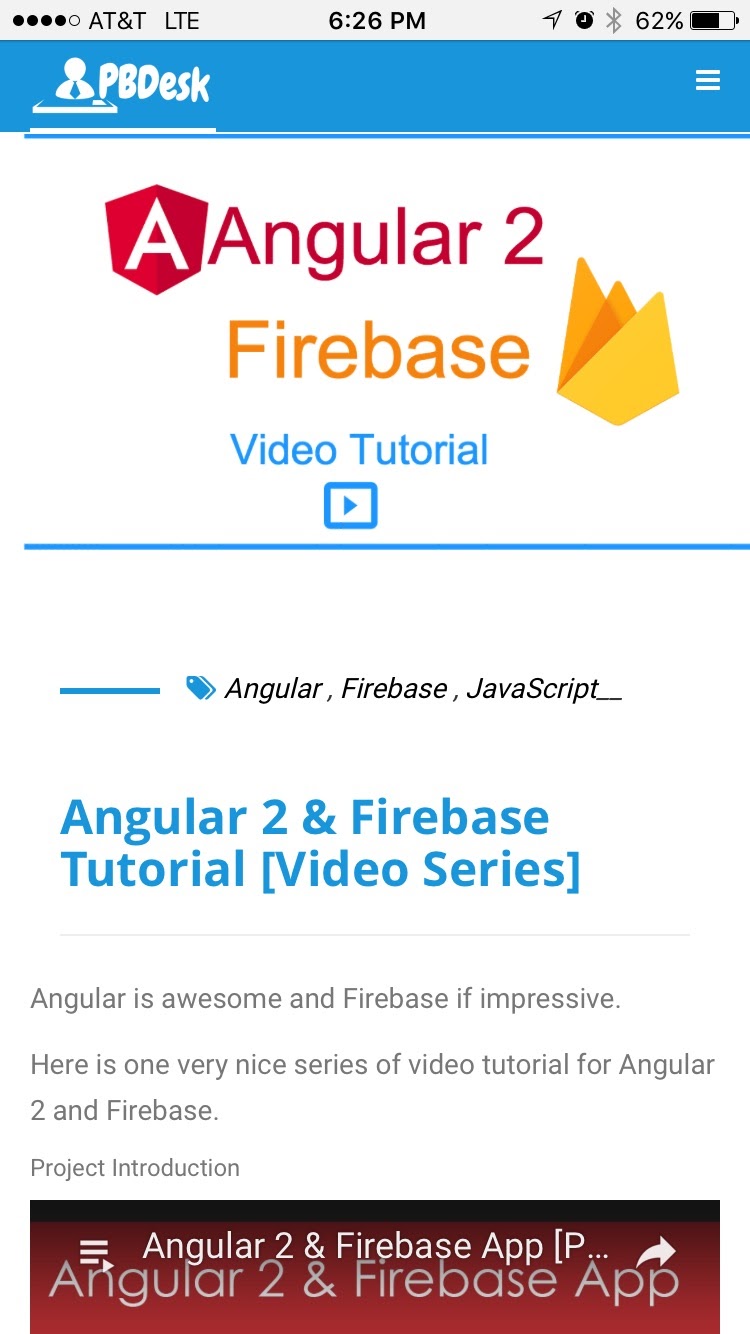 AT&T LTE 6:26 PM 62%
PBDesk
Angular 2
Firebase
Video Tutorial
Angular , Firebase , JavaScript__
Angular 2 & Firebase
Tutorial [Video Series]
Angular is awesome and Firebase if impressive.
Here is one very nice series of video tutorial for Angular
2 and Firebase.
Project Introduction
Angular 2 & Firebase App [P...
Angular 2 & Firebase App